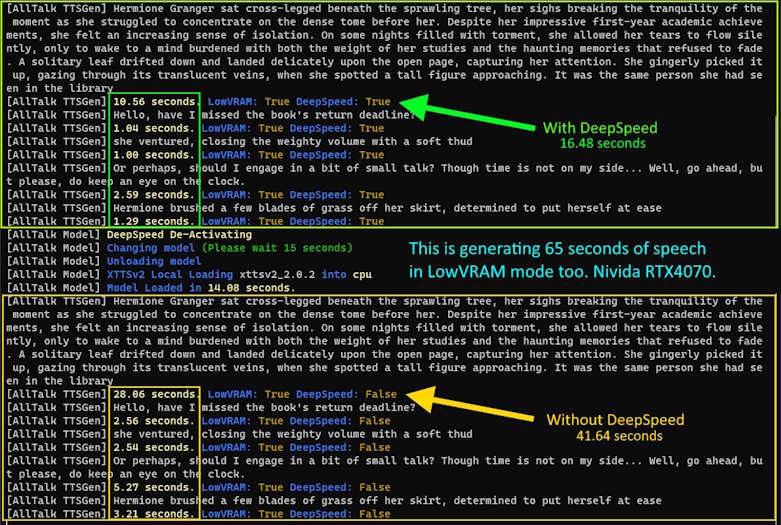 [AllTalk TTSGen] Hermione Granger sat cross-legged beneath the sprawling tree, her sighs breaking the tranquility of the
moment as she struggled to concentrate on the dense tome before her. Despite her impressive first-year academic achieve
ments, she felt an increasing sense of isolation. On some nights filled with torment, she allowed her tears to flow sile
ntly, only to wake to a mind burdened with both the weight of her studies and the haunting memories that refused to fade
. A solitary leaf drifted down and landed delicately upon the open page, capturing her attention. She gingerly picked it
up, gazing through its translucent veins, when she spotted a tall figure approaching. It was the same person she had se
en in the library
[AllTalk TTSGen] 10.56 seconds. LowVRAM: True DeepSpeed: True
[AllTalk TTSGen] Hello, have I missed the book's return deadline?
[AllTalk TTSGen] 1.04 seconds. LowVRAM: True DeepSpeed: True
[AllTalk TTSGen] she ventured, closing the weighty volume with a soft thud
[AllTalk TTSGen] 1.00 seconds. LowVRAM: True DeepSpeed: True
[AllTalk TTSGen] Or perhaps, should I engage in a bit of small talk? Though time is not on my side... Well, go ahead, bu
t please, do keep an eye on the clock.
[AllTalk TTSGen] 2.59 seconds. LowVRAM: True DeepSpeed: True
[AllTalk TTSGen] Hermione brushed a few blades of grass off her skirt, determined to put herself at ease
[AllTalk TTSGen] 1.29 seconds. LowVRAM: True DeepSpeed: True
With DeepSpeed
16.48 seconds
[AllTalk Model] DeepSpeed De-Activating
[AllTalk Model] Changing model (Please wait 15 seconds)
[AllTalk Model] Unloading model
[AllTalk Model] XTTSv2 Local Loading xttsv2_2.0.2 into cpu
[AllTalk Model] Model Loaded in 14.08 seconds.
This is generating 65 seconds of speech
in LowVRAM mode too. Nivida RTX4070.
[AllTalk TTSGen] Hermione Granger sat cross-legged beneath the sprawling tree, her sighs breaking the tranquility of the
moment as she struggled to concentrate on the dense tome before her. Despite her impressive first-year academic achieve
ments, she felt an increasing sense of isolation. On some nights filled with torment, she allowed her tears to flow sile
ntly, only to wake to a mind burdened with both the weight of her studies and the haunting memories that refused to fade
. A solitary leaf drifted down and landed delicately upon the open page, capturing her attention. She gingerly picked it
up, gazing through its translucent veins, when she spotted a tall figure approaching. It was the same person she had se
en in the library
[AllTalk TTSGen] 28.06 seconds. LowVRAM: True DeepSpeed: False
[AllTalk TTSGen] Hello, have I missed the book's return deadline?
[AllTalk TTSGen] 2.56 seconds. LowVRAM: True DeepSpeed: False
[AllTalk TTSGen] she ventured, closing the weighty volume with a soft thud
[AllTalk TTSGen] 2.54 seconds. LowVRAM: True DeepSpeed: False
[AllTalk TTSGen] Or perhaps, should I engage in a bit of small talk? Though time is not on my side... Well, go ahead, bu
t please, do keep an eye on the clock.
[AllTalk TTSGen] 5.27 seconds. LowVRAM: True DeepSpeed: False
[AllTalk TTSGen] Hermione brushed a few blades of grass off her skirt, determined to put herself at ease
[AllTalk TTSGen] 3.21 seconds. LowVRAM: True DeepSpeed: False
Without DeepSpeed
41.64 seconds